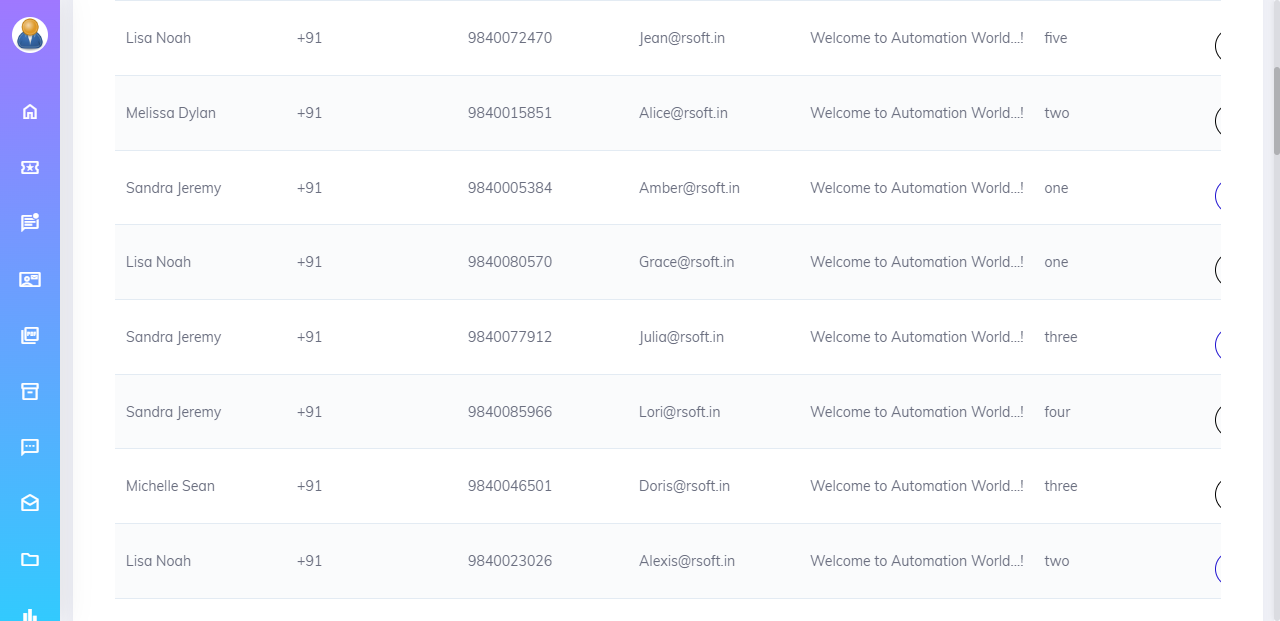 Lisa Noah +91 9840072470 Jean@rsoft.in Welcome to Automation World...! five
Melissa Dylan +91 9840015851 Alice@rsoft.in Welcome to Automation World...! two
Sandra Jeremy +91 9840005384 Amber@rsoft.in Welcome to Automation World...! one
Lisa Noah +91 9840080570 Grace@rsoft.in Welcome to Automation World...! one
Sandra Jeremy +91 9840077912 Julia@rsoft.in Welcome to Automation World...! three
Sandra Jeremy +91 9840085966 Lori@rsoft.in Welcome to Automation World...! four
Michelle Sean +91 9840046501 Doris@rsoft.in Welcome to Automation World...! three
Lisa Noah +91 9840023026 Alexis@rsoft.in Welcome to Automation World...! two